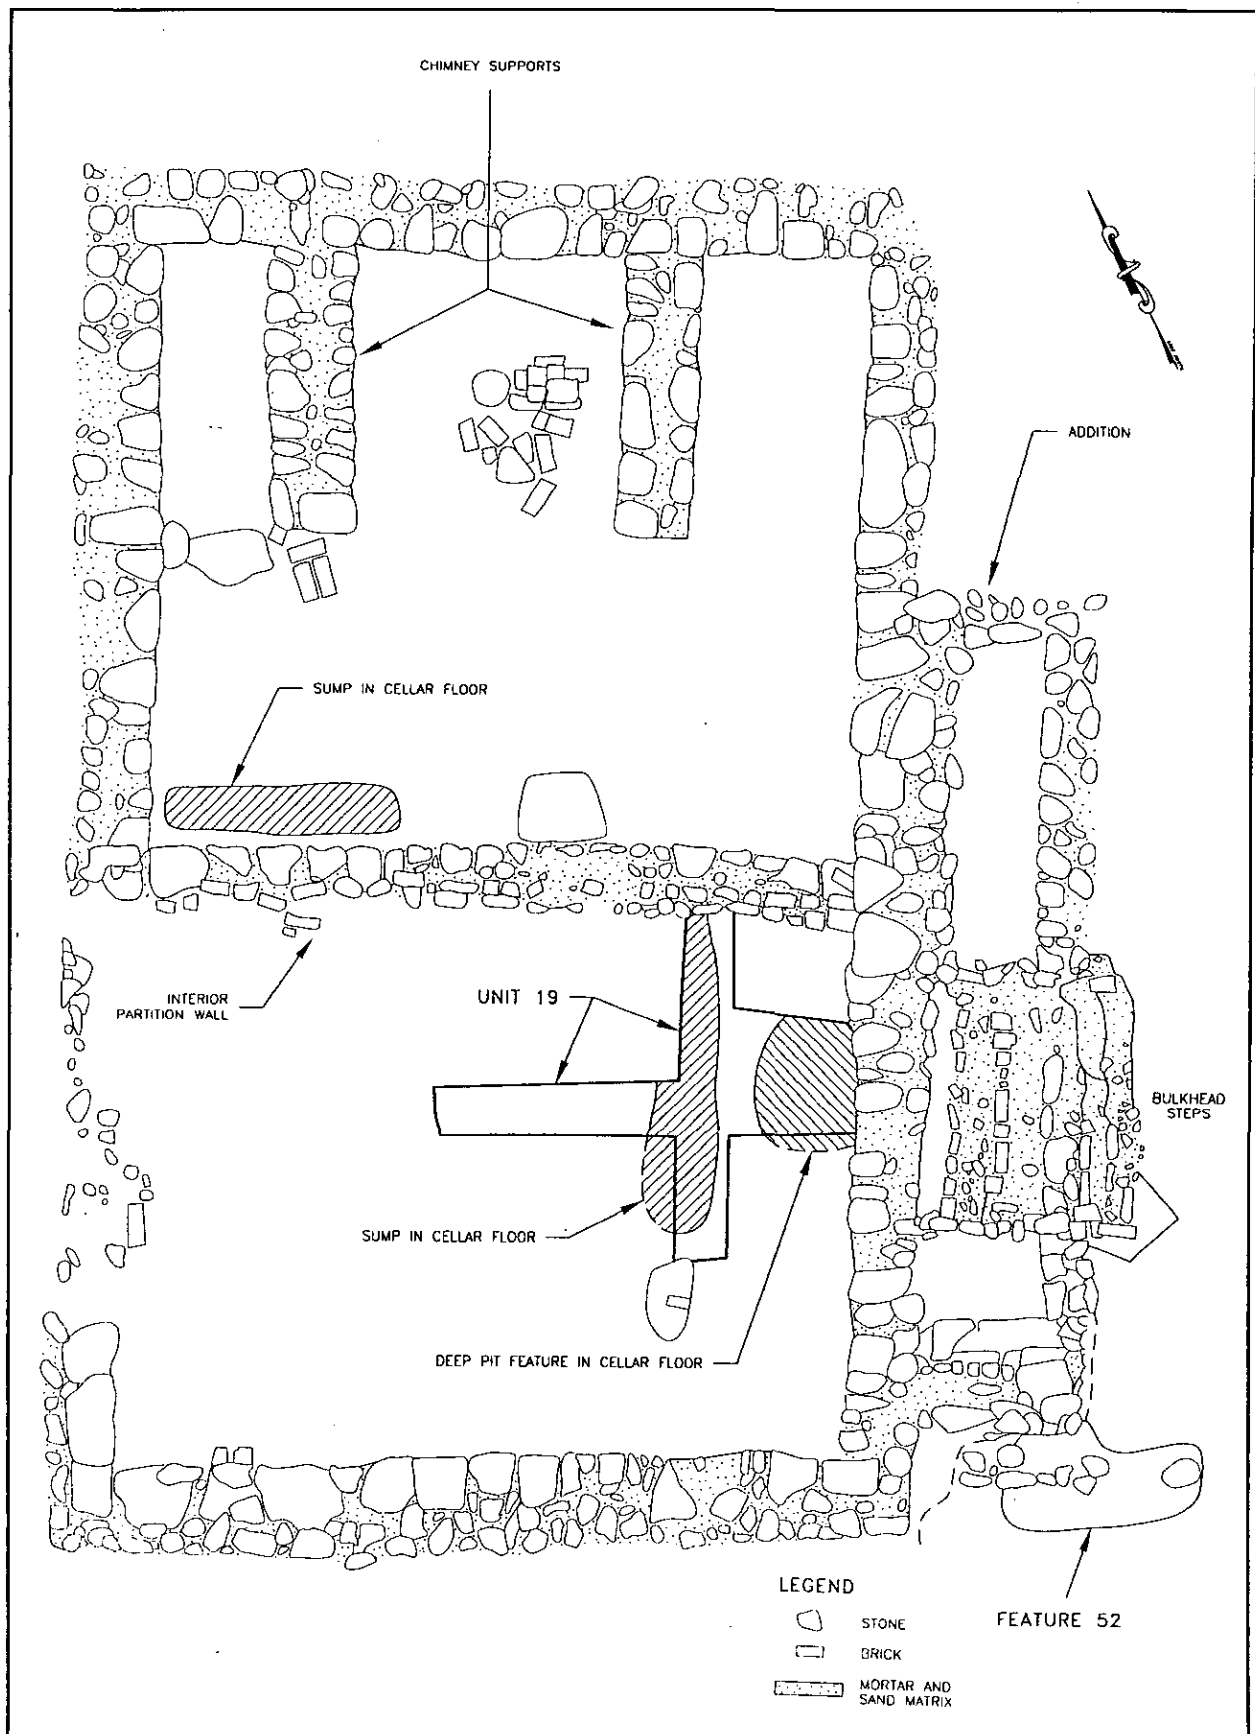 CHIMNEY SUPPORTS
ADDITION
SUMP IN CELLAR FLOOR
INTERIOR
PARTITION WALL
UNIT 19
BULKHEAD
STEPS
SUMP IN CELLAR FLOOR
DEEP PIT FEATURE IN CELLAR FLOOR
LEGEND
STONE
BRICK
MORTAR AND
SAND MATRIX
FEATURE 52